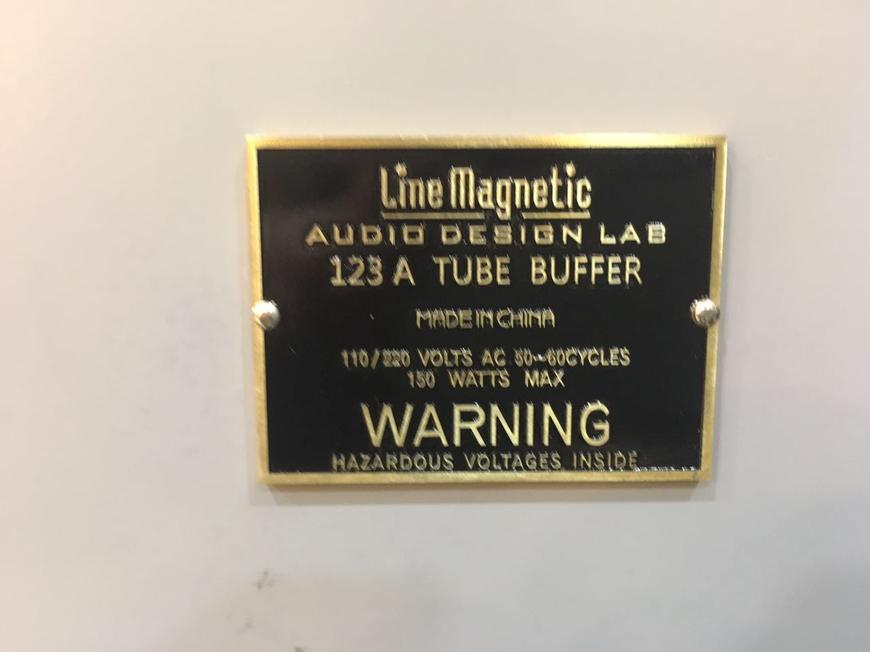 Line Magnetic
AUDIO DESIGN LAB
123 A TUBE BUFFER
MADE IN CHINA
110/220 VOLTS AC 50~60CYCLES
150 WATTS MAX
WARNING
HAZARDOUS VOLTAGES INSIDE